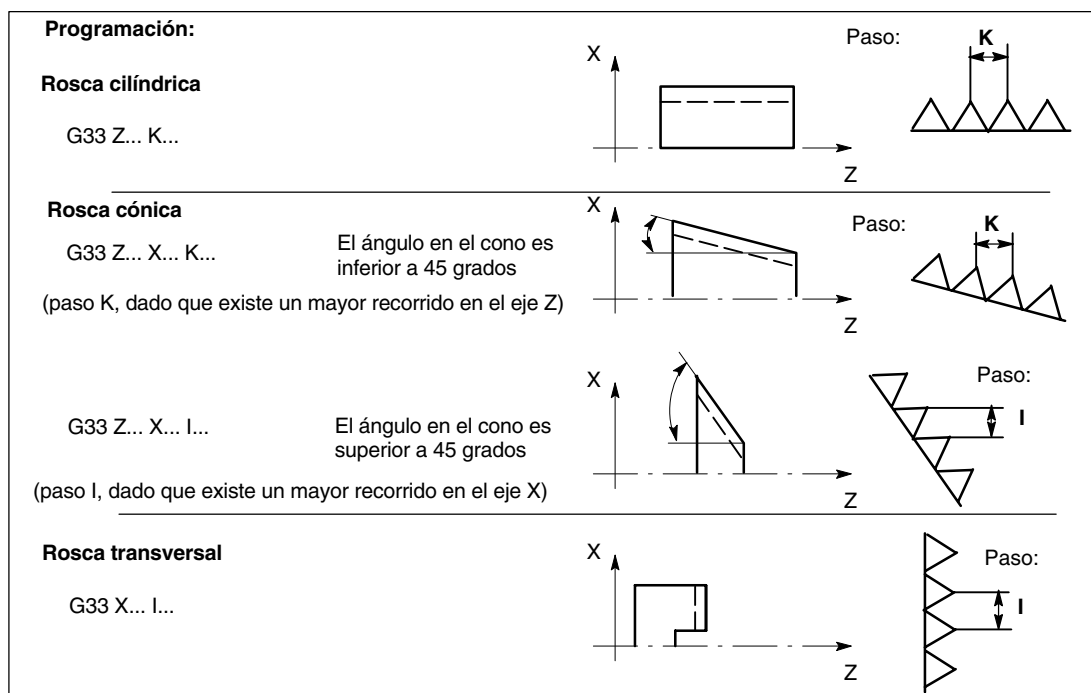 Programación:
Rosca cilíndrica
G33 Z... K...
X
Z
Paso:
K
Rosca cónica
G33 Z... X... K...
El ángulo en el cono es
inferior a 45 grados
(paso K, dado que existe un mayor recorrido en el eje Z)
X
Z
Paso:
K
G33 Z... X... I...
El ángulo en el cono es
superior a 45 grados
(paso I, dado que existe un mayor recorrido en el eje X)
X
Z
Paso:
I
Rosca transversal
G33 X... I...
X
Z
Paso:
I